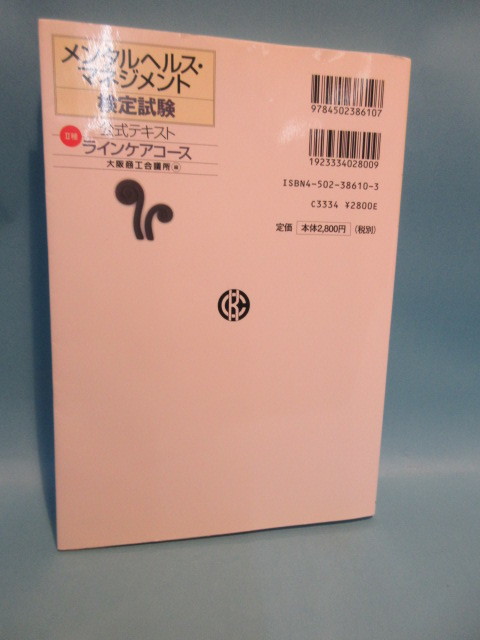 メンタルヘルス・
マネジメント
検定試験
公式テキスト
Ⅱ種
ラインケアコース
大阪商工会議所 編
9784502386107
1923334028009
ISBN4-502-38610-3
C3334 ¥2800E
定価 本体2,800円 (税別)